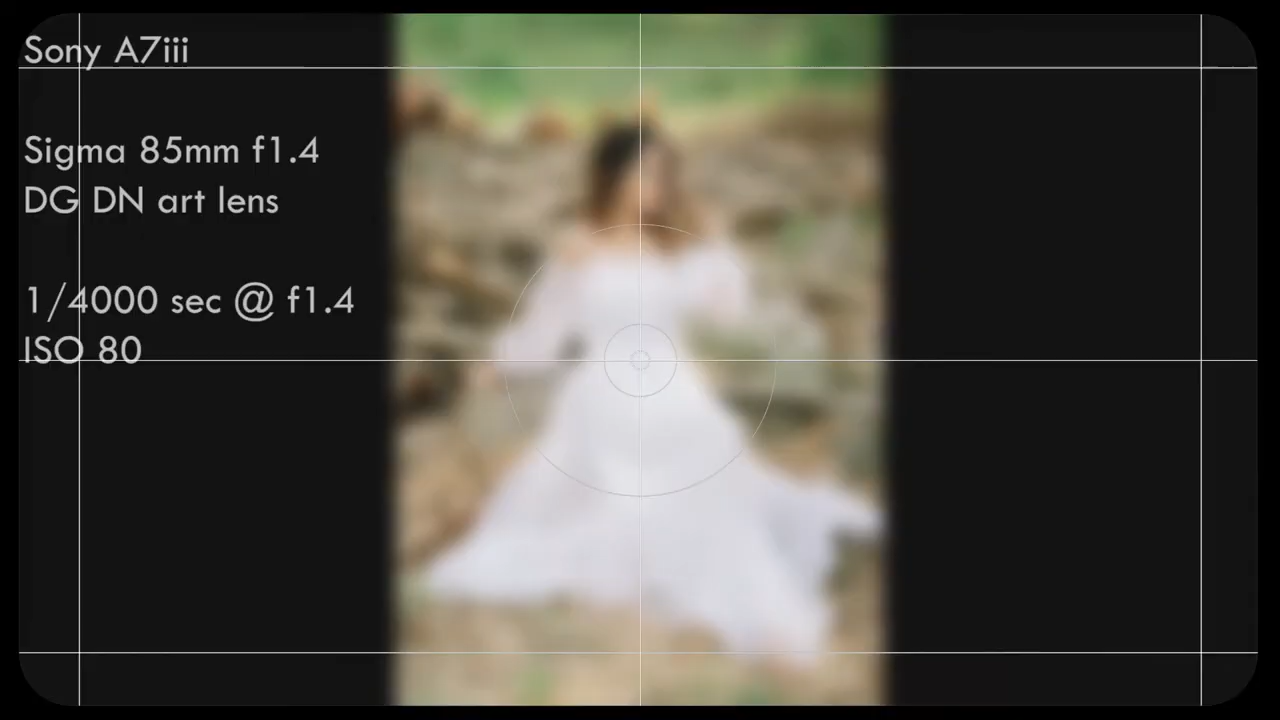 Sony A7iii
Sigma 85mm f1.4
DG DN art lens
1/4000 sec @ f1.4
ISO 80